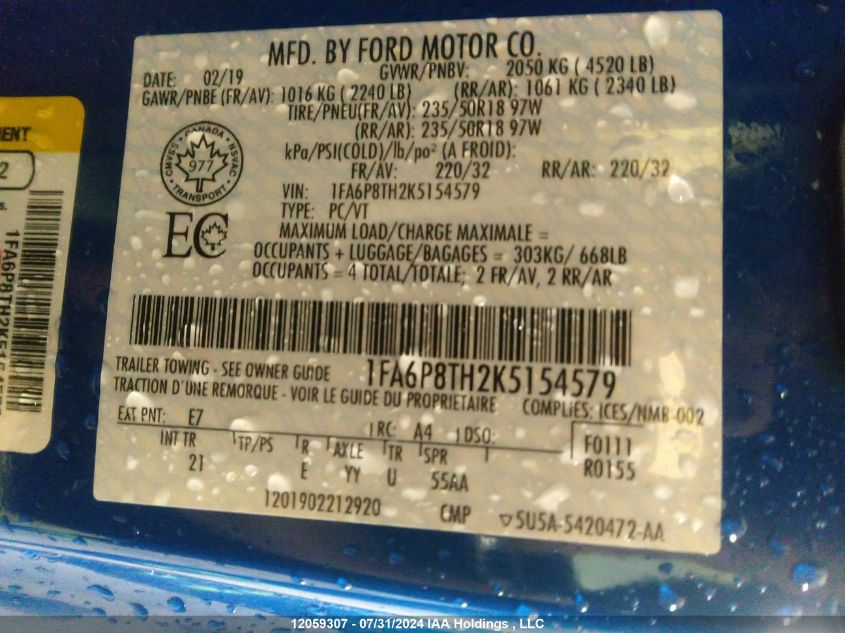 MFD. BY FORD MOTOR CO.
DATE: 02/19 GVWR/PNBV: 2050 KG ( 4520 LB)
GAWR/PNBE (FR/AV): 1016 KG ( 2240 LB) (RR/AR): 1061 KG ( 2340 LB)
TIRE/PNEU(FR/AV): 235/50R18 97W
(RR/AR): 235/50R18 97W
kPa/PSI(COLD)/lb/po² (A FROID):
FR/AV: 220/32 RR/AR: 220/32
CANADA
CMVSS 977 NSVAC
TRANSPORT
VIN: 1FA6P8TH2K5154579
TYPE: PC/VT
EC
MAXIMUM LOAD/CHARGE MAXIMALE =
OCCUPANTS + LUGGAGE/BAGAGES = 303KG/ 668LB
OCCUPANTS = 4 TOTAL/TOTALE; 2 FR/AV, 2 RR/AR
TRAILER TOWING - SEE OWNER GUIDE 1FA6P8TH2K5154579
TRACTION D'UNE REMORQUE - VOIR LE GUIDE DU PROPRIETAIRE COMPLIES: ICES/NMB-002
EXT PNT: E7 RC: A4 DSO: F0111
INT TR TP/PS R AXLE TR SPR R0155
21 E YY U 55AA
1201902212920 CMP 5U5A-5420472-AA
2
1FA6P8TH2K5154579
12059307 - 07/31/2024 IAA Holdings , LLC